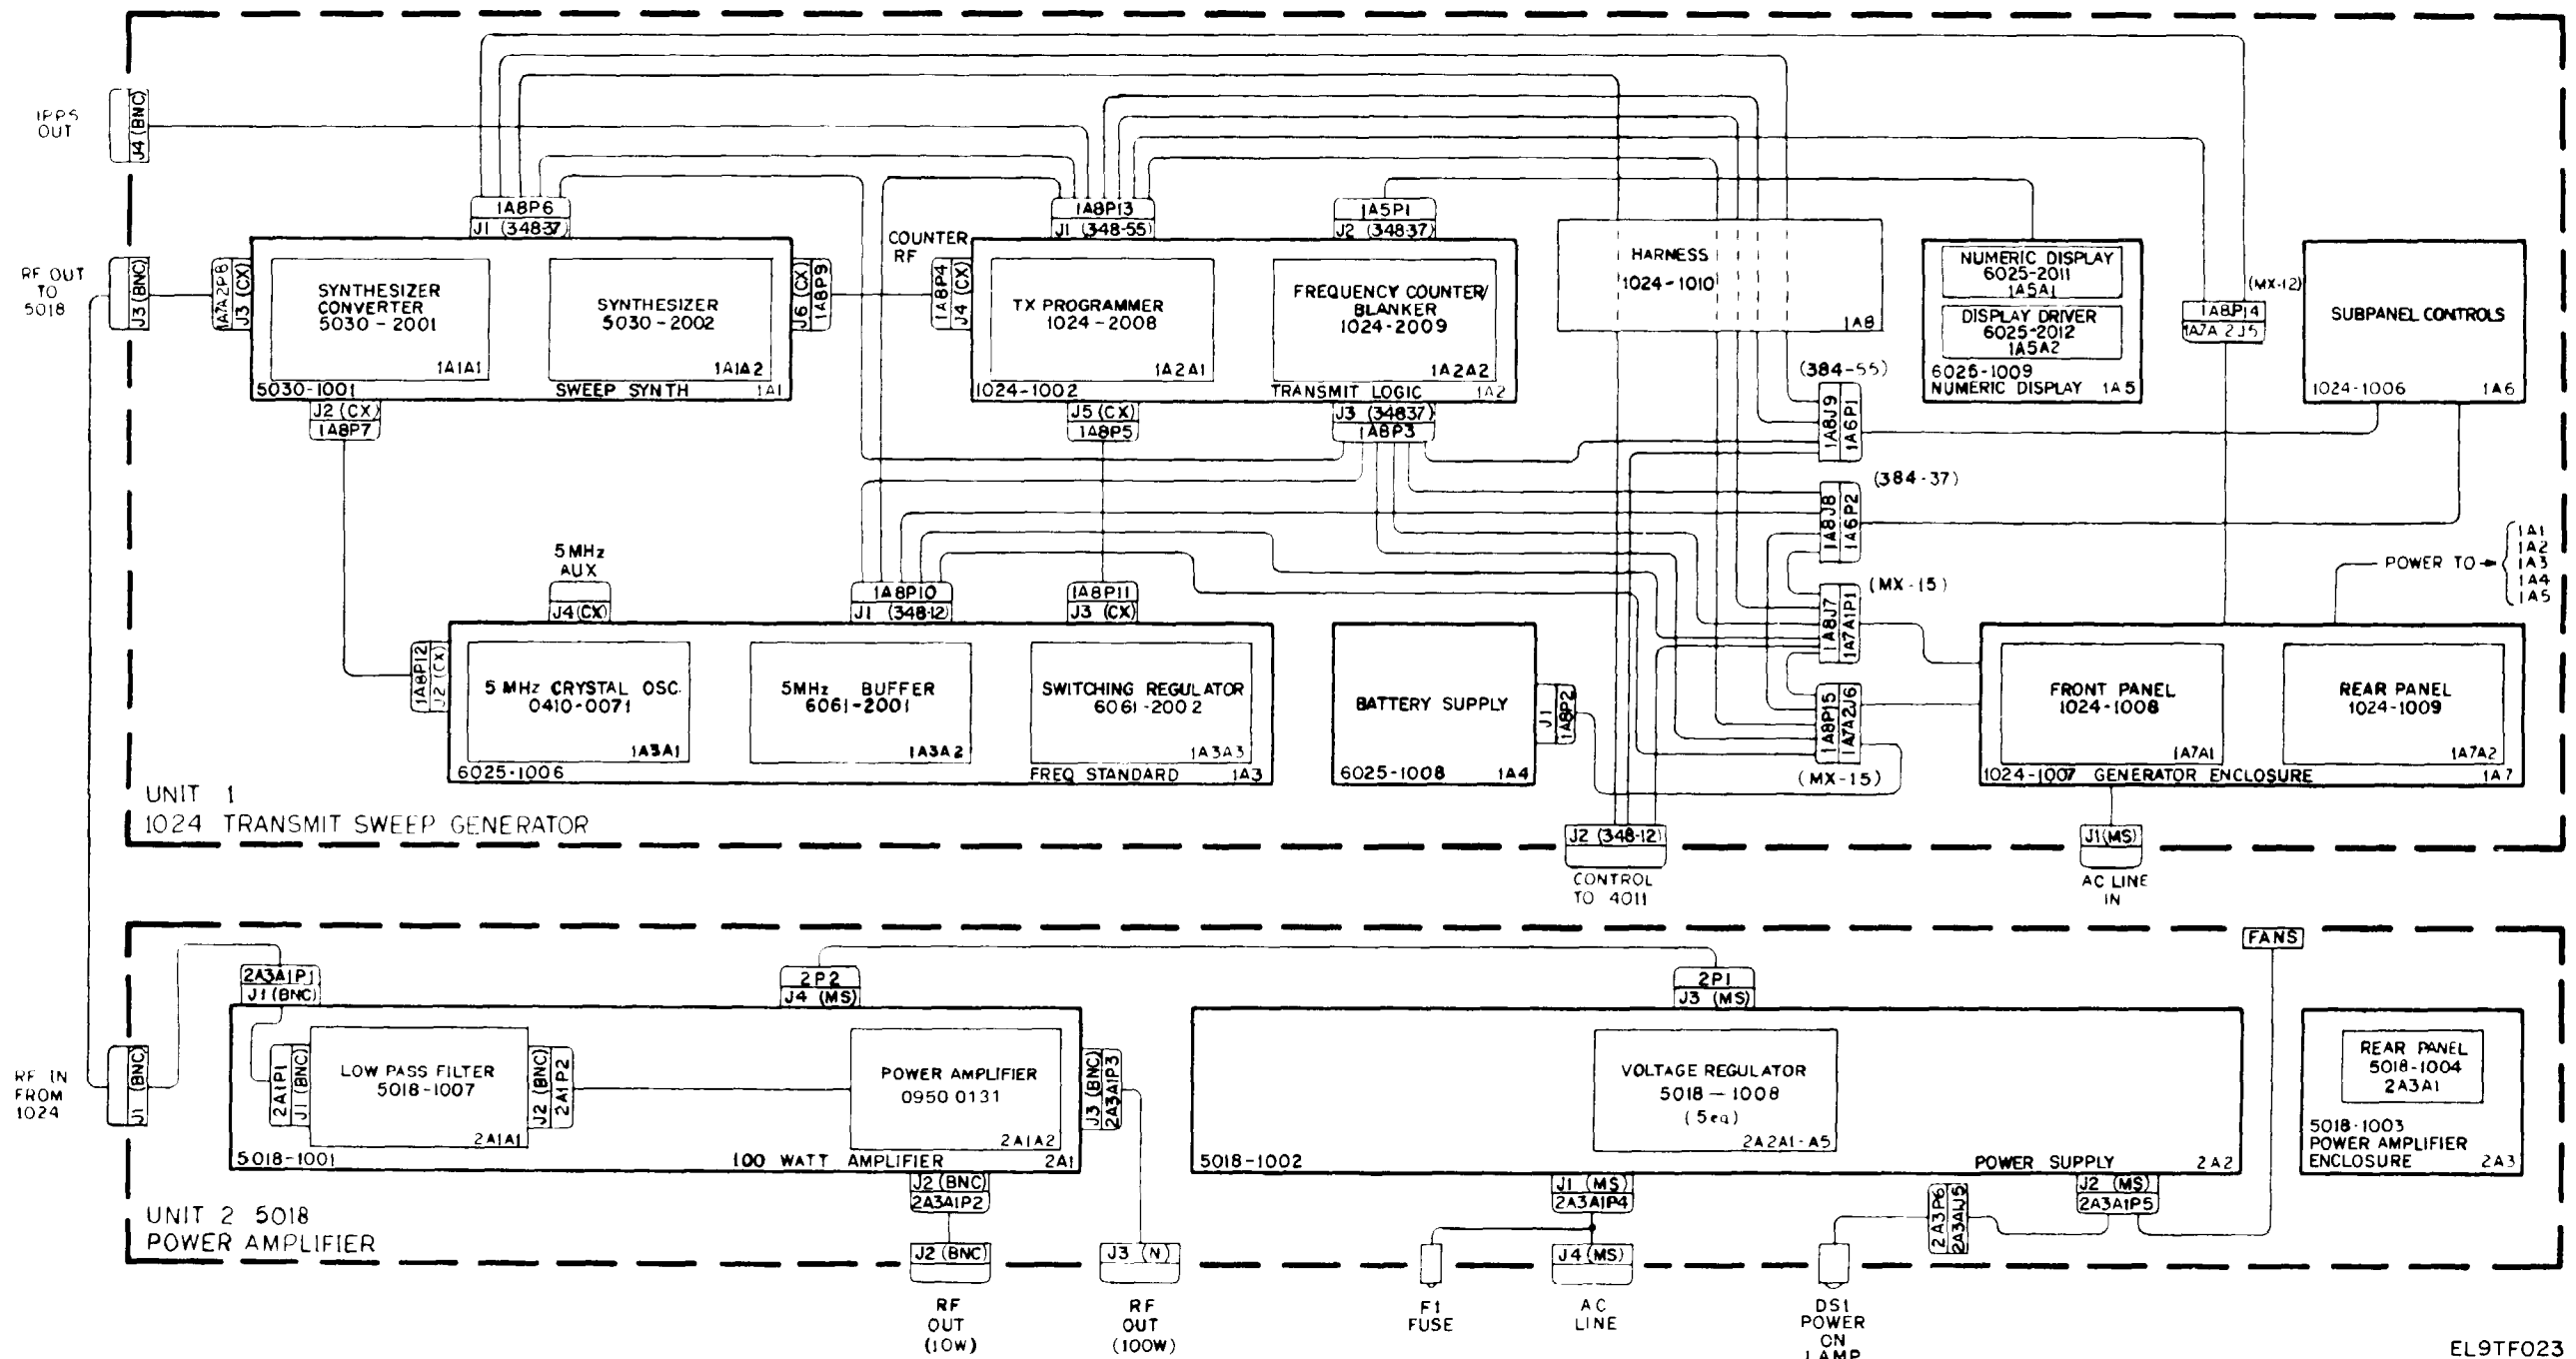 1PPS
OUT
J4 (BNC)
RF OUT
TO
5018
J3 (BNC)
1A7A2P8
J3 (CX)
1A8P6
J1 (34837)
SYNTHESIZER
CONVERTER
5030-2001
1A1A1
SYNTHESIZER
5030-2002
1A1A2
5030-1001
SWEEP SYNTH
1A1
J6 (CX)
1A8P9
J2 (CX)
1A8P7
COUNTER
RF
1A8P4
J4 (CX)
1A8P13
J1 (348-55)
1A5P1
J2 (34837)
TX PROGRAMMER
1024-2008
1A2A1
FREQUENCY COUNTER/
BLANKER
1024-2009
1A2A2
1024-1002
TRANSMIT LOGIC
1A2
J5 (CX)
1A8P5
J3 (34837)
1A8P3
HARNESS
1024-1010
1A8
NUMERIC DISPLAY
6025-2011
1A5A1
DISPLAY DRIVER
6025-2012
1A5A2
6025-1009
NUMERIC DISPLAY 1A5
(MX-12)
1A8P14
1A7A2J5
SUBPANEL CONTROLS
1024-1006
1A6
(384-55)
1A8J9
1A6P1
(384-37)
1A8J8
1A6P2
(MX-15)
1A8J7
1A7A1P1
1A8P15
1A7A2J6
(MX-15)
POWER TO
1A1
1A2
1A3
1A4
1A5
5MHz
AUX
J4(CX)
1A8P10
J1 (348-12)
1A8P11
J3 (CX)
1A8P12
J2 (CX)
5 MHz CRYSTAL OSC.
0410-0071
1A3A1
5MHz BUFFER
6061-2001
1A3A2
SWITCHING REGULATOR
6061-2002
1A3A3
6025-1006
FREQ STANDARD
1A3
BATTERY SUPPLY
6025-1008
1A4
J1
1A8P2
FRONT PANEL
1024-1008
1A7A1
REAR PANEL
1024-1009
1A7A2
1024-1007 GENERATOR ENCLOSURE
1A7
UNIT 1
1024 TRANSMIT SWEEP GENERATOR
J2 (348-12)
CONTROL
TO 4011
J1(MS)
AC LINE
IN
FANS
2A3A1P1
J1(BNC)
2P2
J4 (MS)
2P1
J3 (MS)
RF IN
FROM
1024
J1 (BNC)
2A1P1
J1(BNC)
LOW PASS FILTER
5018-1007
2A1A1
J2 (BNC)
2A1P2
POWER AMPLIFIER
0950 0131
2A1A2
J3 (BNC)
2A3A1P3
5018-1001
100 WATT AMPLIFIER
2A1
VOLTAGE REGULATOR
5018-1008
(5ea)
2A2A1-A5
5018-1002
POWER SUPPLY
2A2
REAR PANEL
5018-1004
2A3A1
5018-1003
POWER AMPLIFIER
ENCLOSURE
2A3
J2(BNC)
2A3A1P2
J1 (MS)
2A3A1P4
2A3P6
2A3A1J5
J2 (MS)
2A3A1P5
UNIT 2 5018
POWER AMPLIFIER
J2 (BNC)
J3 (N)
J4(MS)
RF
OUT
(10W)
RF
OUT
(100W)
F1
FUSE
AC
LINE
DS1
POWER
ON
LAMP
EL9TF023